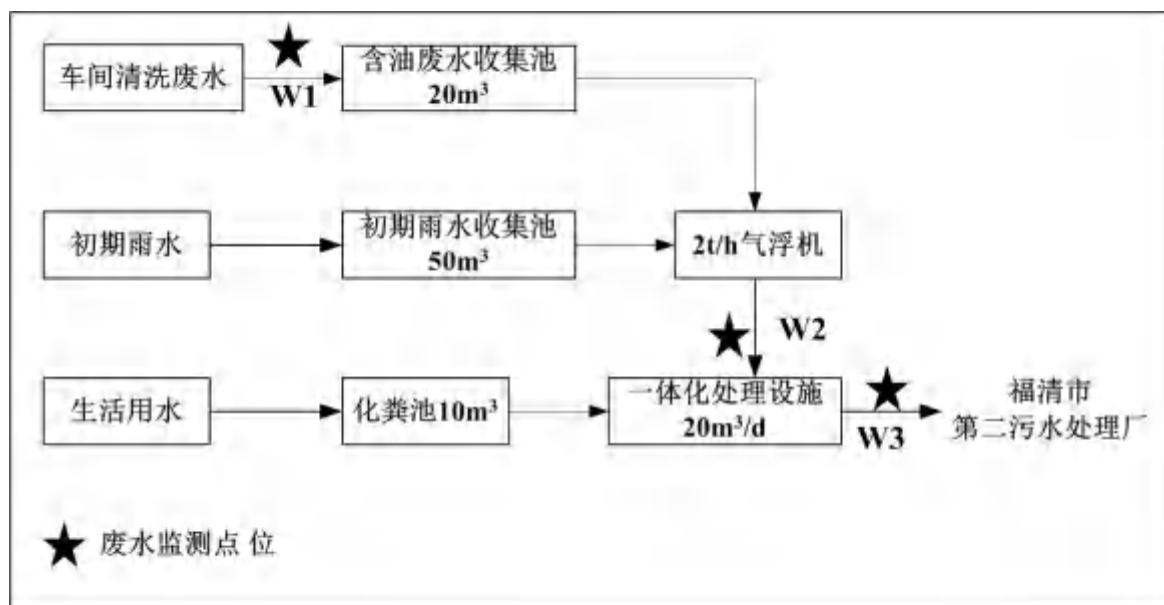 车间清洗废水
W1
含油废水收集池
20m³
初期雨水
初期雨水收集池
50m³
2t/h气浮机
W2
生活用水
化粪池10m³
一体化处理设施
20m³/d
W3
福清市
第二污水处理厂
废水监测点 位